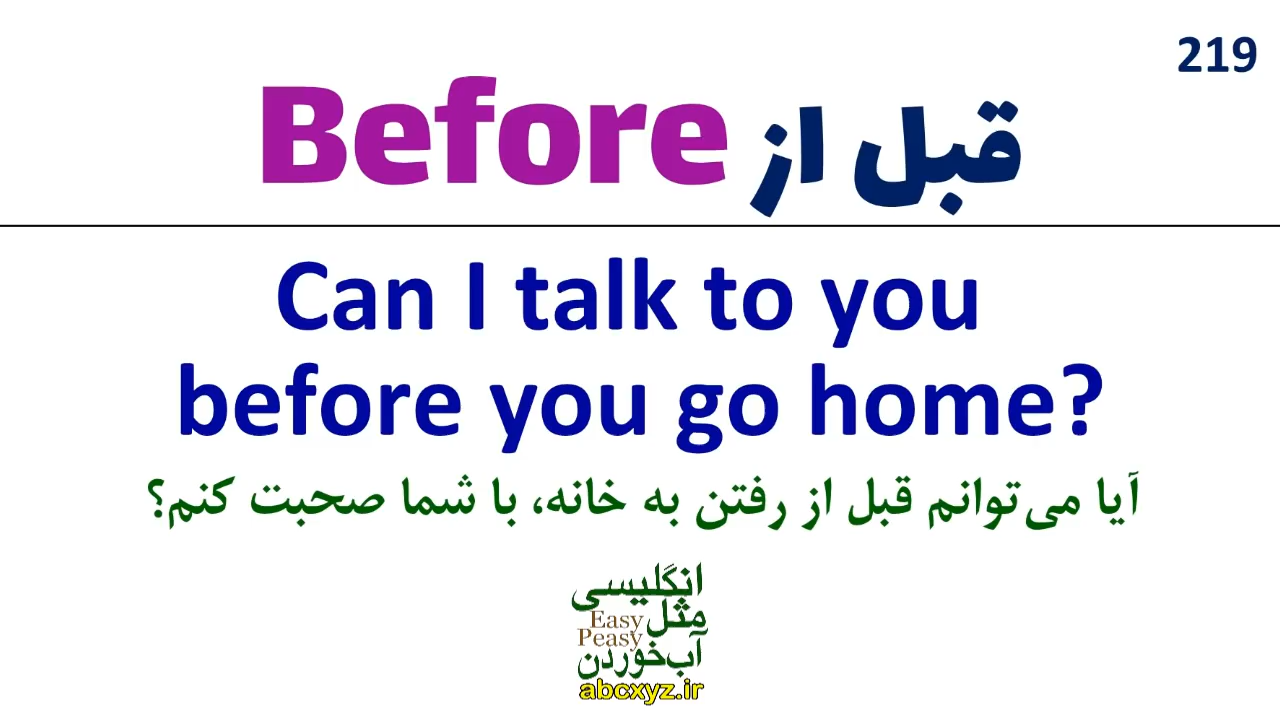 219
Before قبل از
Can I talk to you
before you go home?
آیا می‌توانم قبل از رفتن به خانه، با شما صحبت کنم؟
انگلیسی
مثل
Easy
Peasy
آب‌خوردن
abcxyz.ir